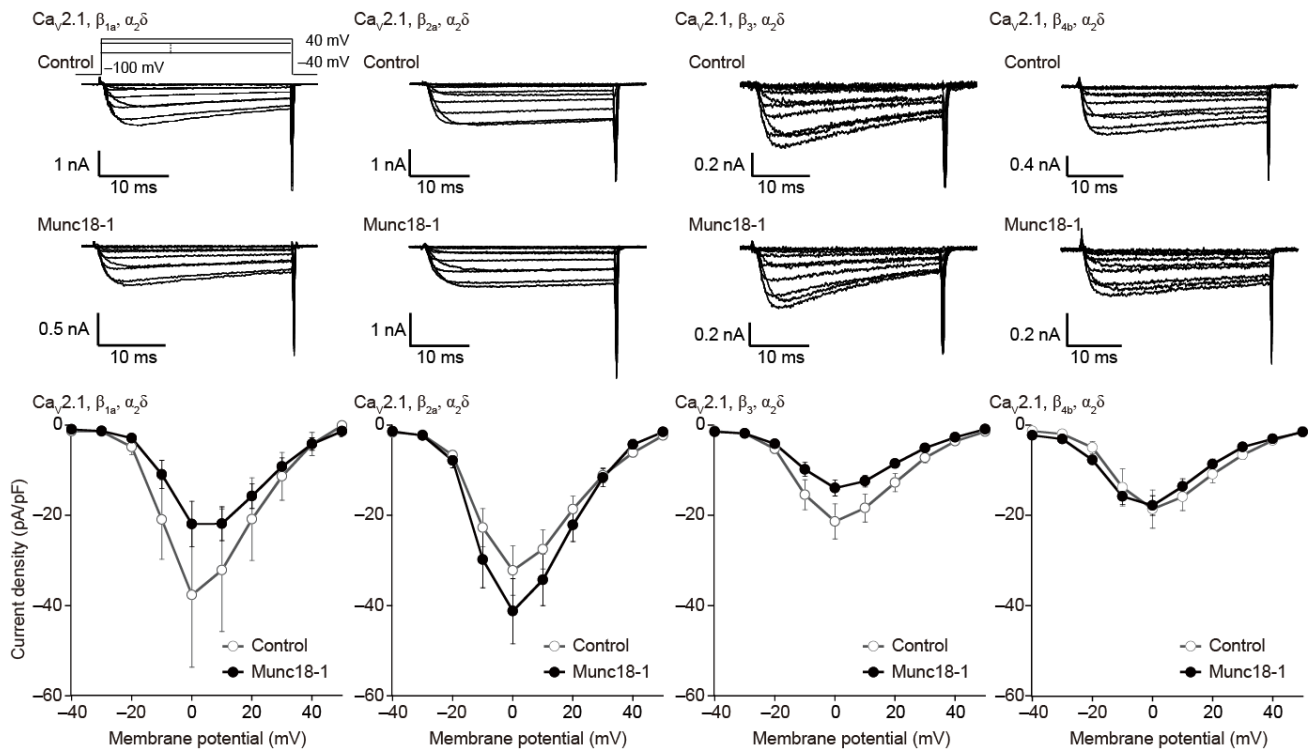 CaV2.1, β1a, α2δ
CaV2.1, β2a, α2δ
CaV2.1, β3, α2δ
CaV2.1, β4b, α2δ
40 mV
Control
–100 mV
–40 mV
Control
Control
Control
1 nA
10 ms
1 nA
10 ms
0.2 nA
10 ms
0.4 nA
10 ms
Munc18-1
Munc18-1
Munc18-1
Munc18-1
0.5 nA
10 ms
1 nA
10 ms
0.2 nA
10 ms
0.2 nA
10 ms
CaV2.1, β1a, α2δ
CaV2.1, β2a, α2δ
CaV2.1, β3, α2δ
CaV2.1, β4b, α2δ
Current density (pA/pF)
0
–20
–40
–60
Control
Munc18-1
–40 –20 0 20 40
Membrane potential (mV)
0
–20
–40
–60
Control
Munc18-1
–40 –20 0 20 40
Membrane potential (mV)
0
–20
–40
–60
Control
Munc18-1
–40 –20 0 20 40
Membrane potential (mV)
0
–20
–40
–60
Control
Munc18-1
–40 –20 0 20 40
Membrane potential (mV)